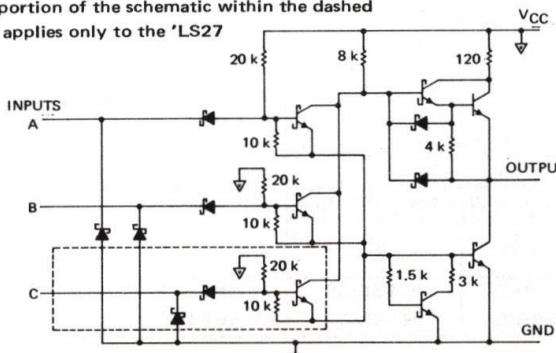 portion of the schematic within the dashed
applies only to the 'LS27
VCC
20 k
8 k
120
INPUTS
A
10 k
4 k
OUTPU
20 k
B
10 k
20 k
C
10 k
1.5 k
3 k
GND